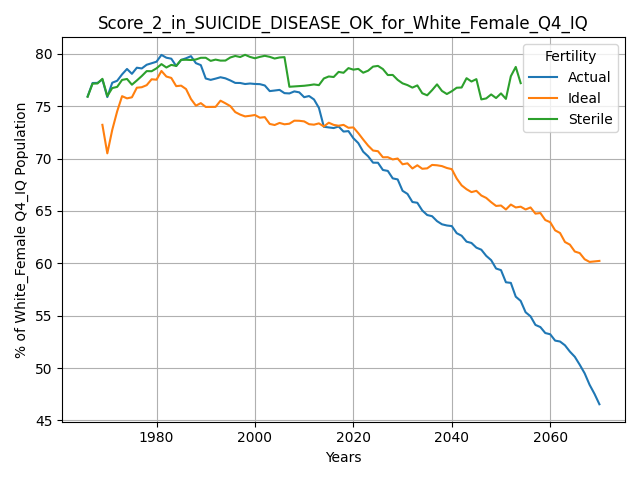 Score_2_in_SUICIDE_DISEASE_OK_for_White_Female_Q4_IQ
% of White_Female Q4_IQ Population
80
75
70
65
60
55
50
45
Fertility
Actual
Ideal
Sterile
1980
2000
2020
2040
2060
Years